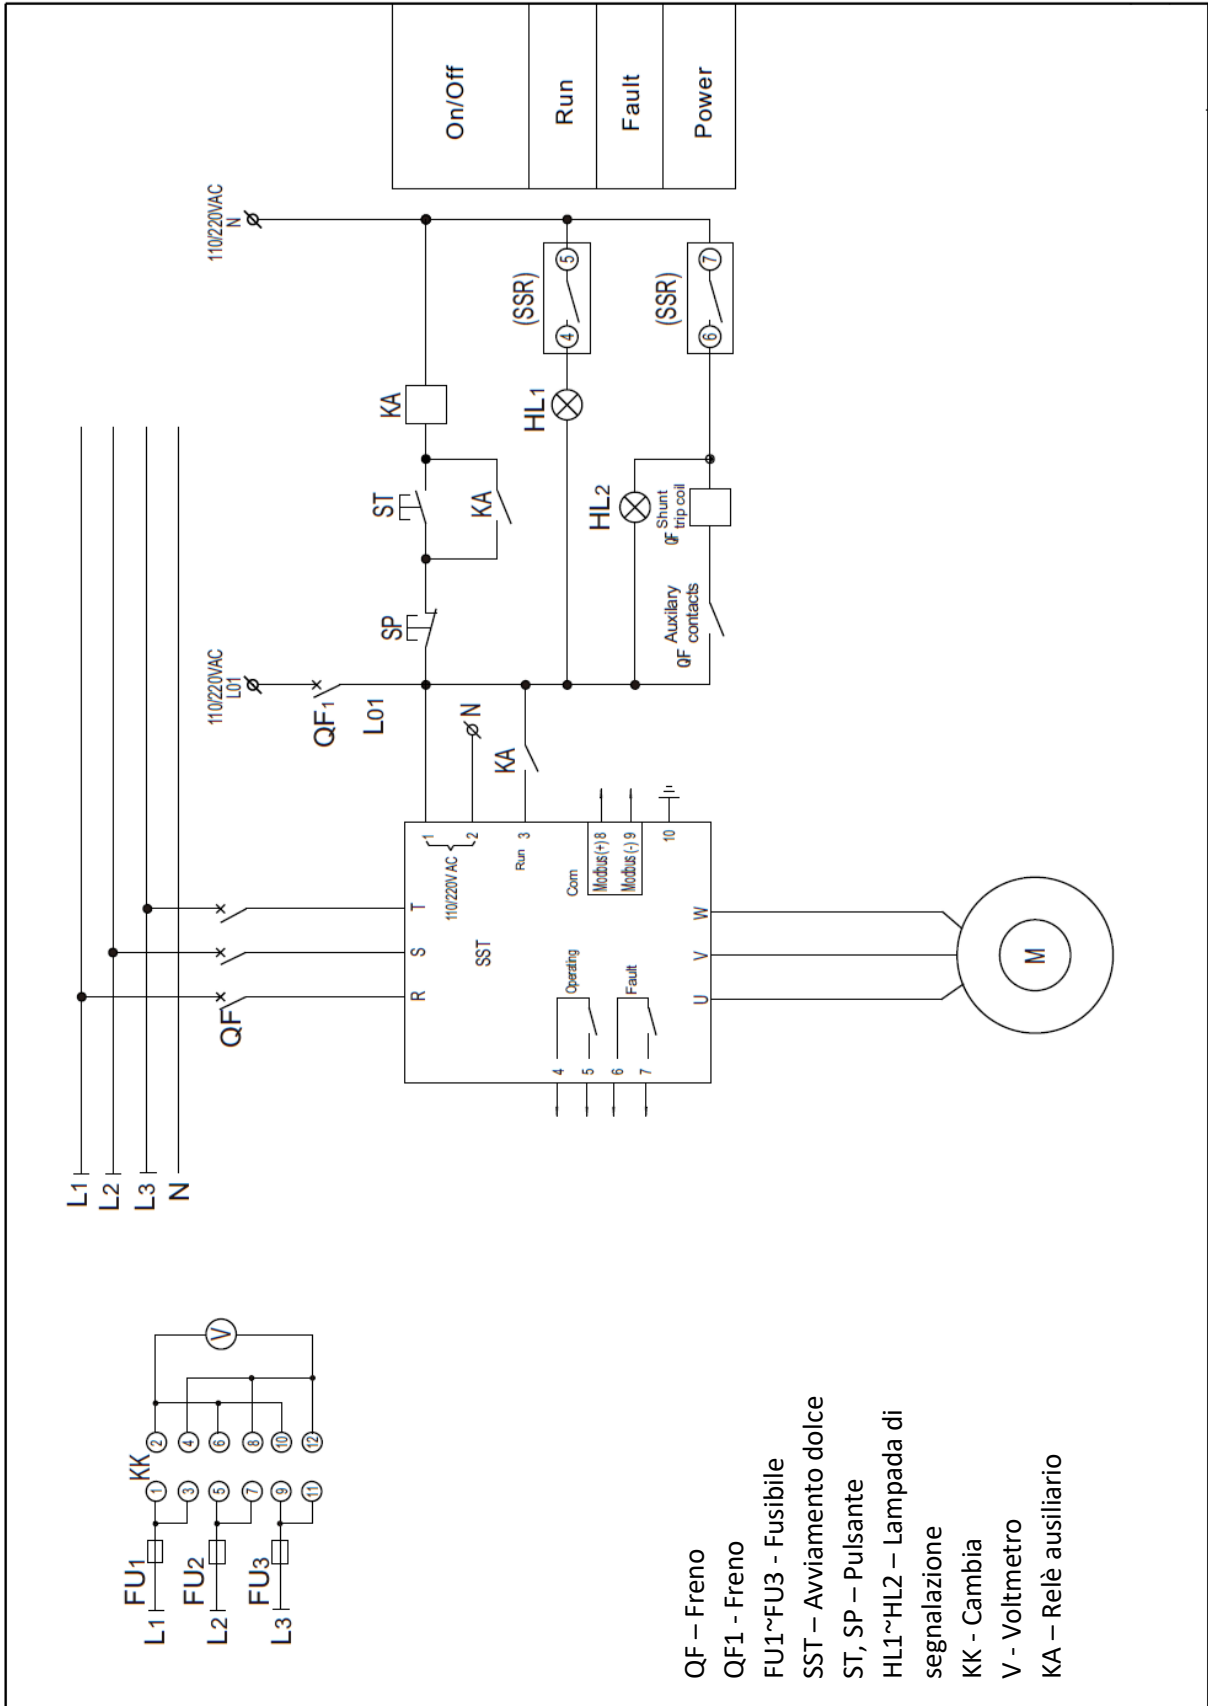 L1
FU1
L2
FU2
L3
FU3
KK
1
3
5
7
9
11
2
4
6
8
10
12
V
L1
L2
L3
N
QF
R
S
T
SST
110/220V AC
1
2
Run
3
Com
Modbus(+) 8
Modbus(-) 9
10
4
5
6
7
Operating
Fault
U
V
W
M
110/220VAC
L01
QF1
L01
N
KA
SP
ST
KA
KA
110/220VAC
N
HL1
(SSR)
4
5
HL2
QF Auxilary
contacts
QF Shunt
trip coil
(SSR)
6
7
On/Off
Run
Fault
Power
QF – Freno
QF1 - Freno
FU1~FU3 - Fusibile
SST – Avviamento dolce
ST, SP – Pulsante
HL1~HL2 – Lampada di
segnalazione
KK - Cambia
V - Voltmetro
KA – Relè ausiliario